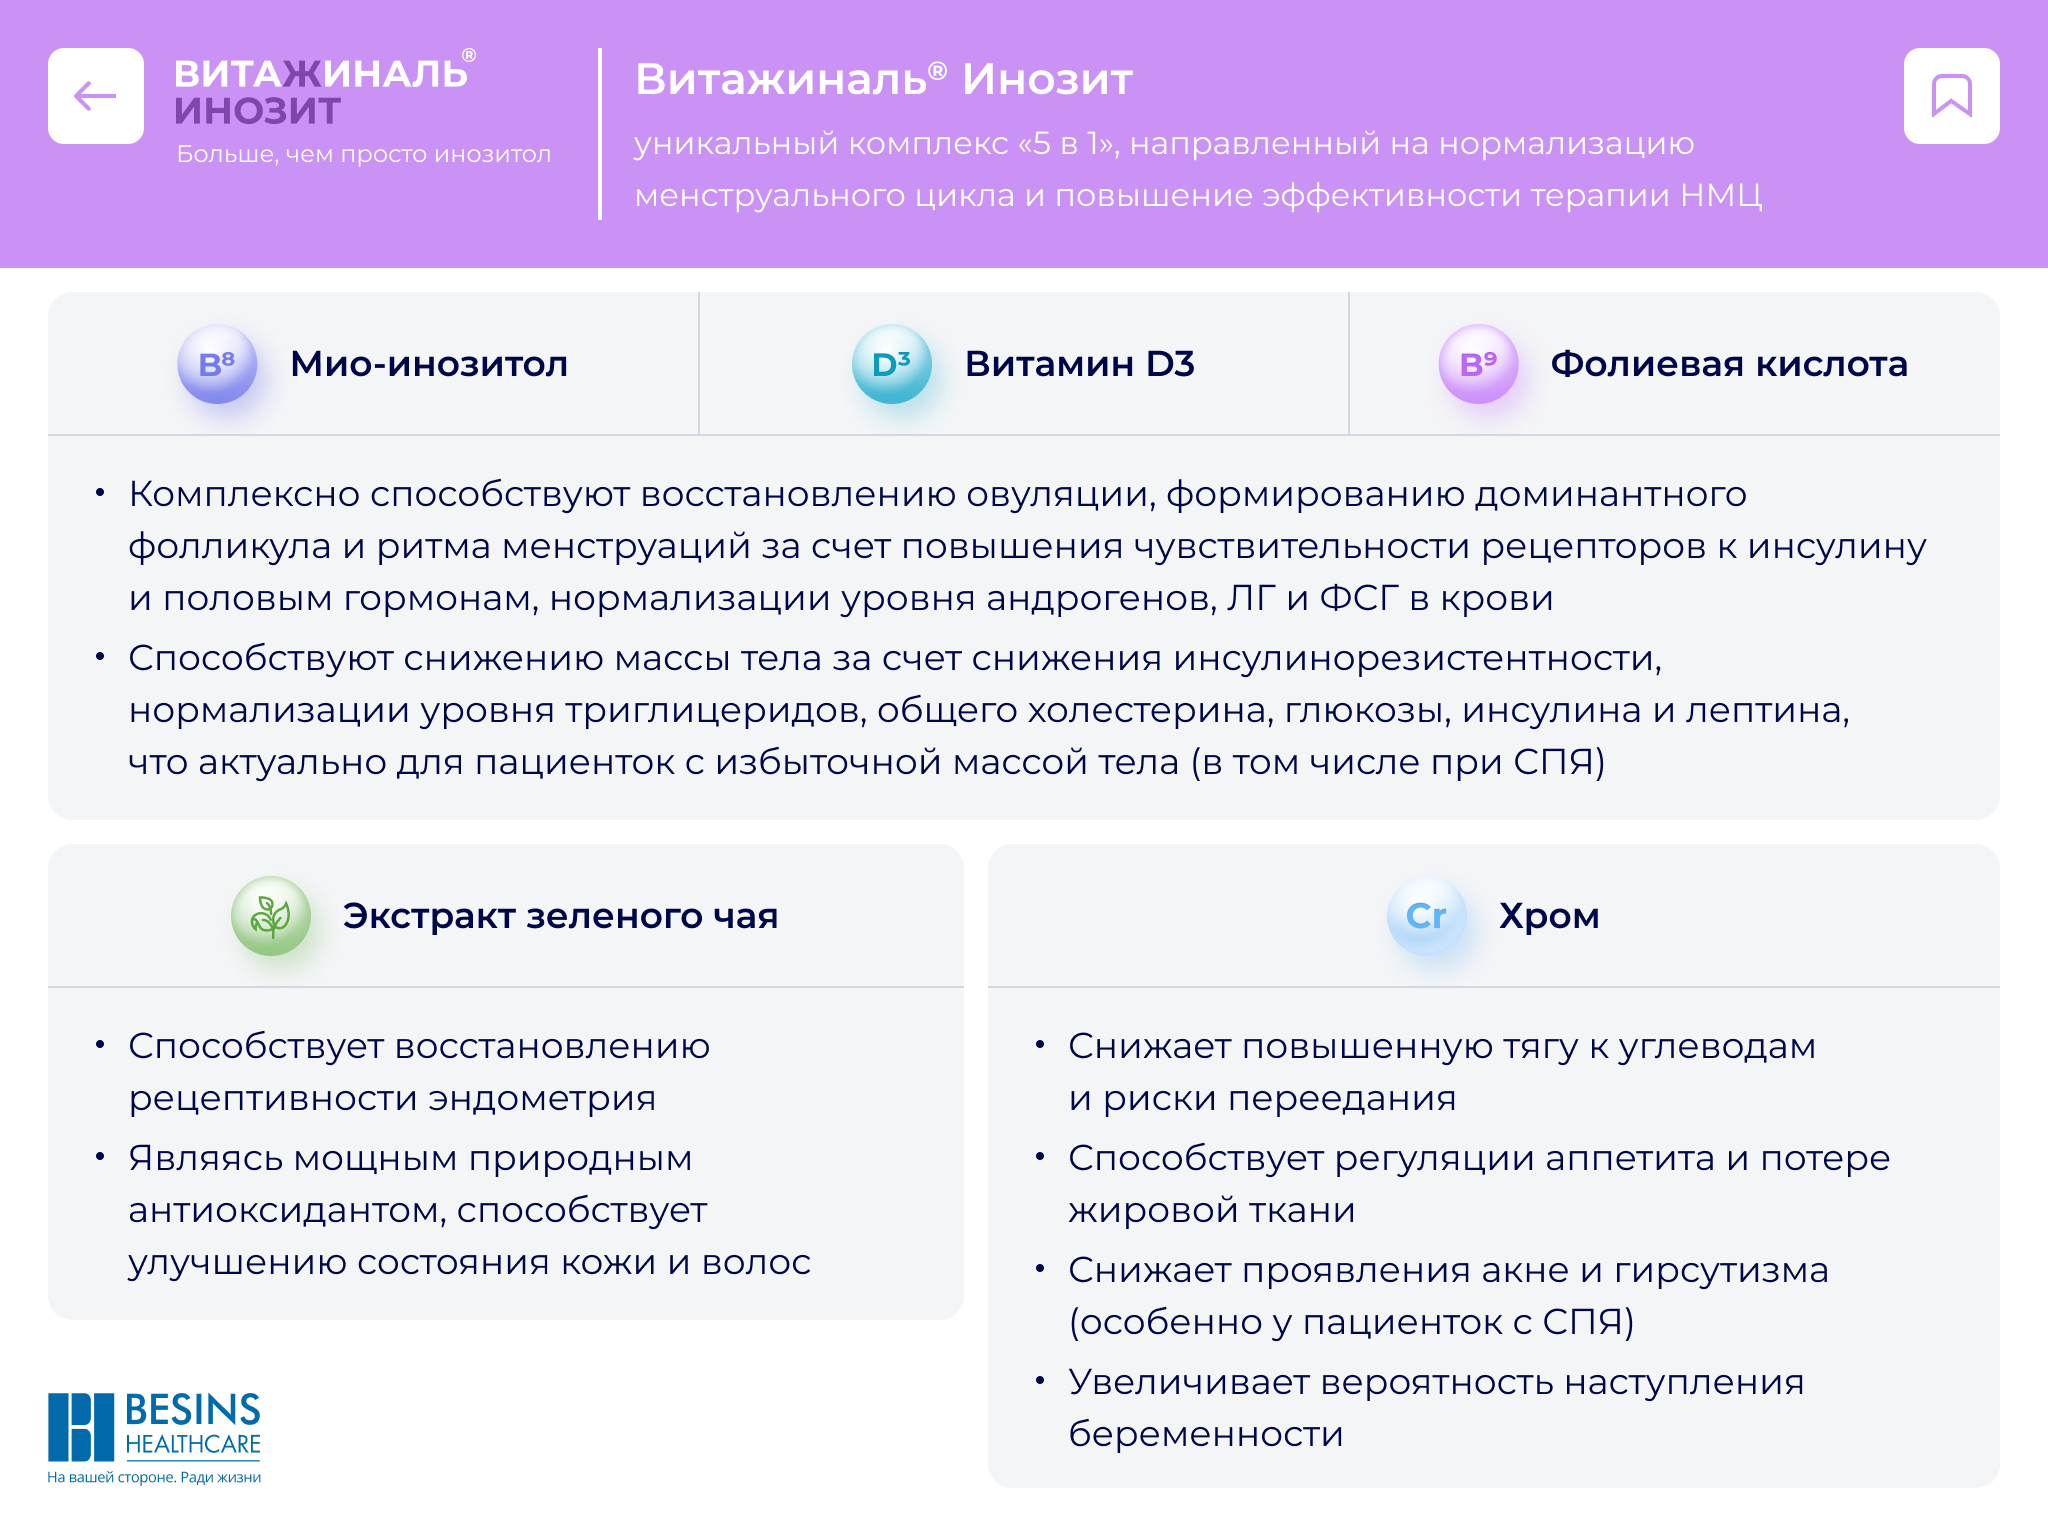 ВИТАЖИНАЛЬ®
ИНОЗИТ
Больше, чем просто инозитол
Витажиналь® Инозит
уникальный комплекс «5 в 1», направленный на нормализацию
менструального цикла и повышение эффективности терапии НМЦ
B⁸ Мио-инозитол
D³ Витамин D3
B⁹ Фолиевая кислота
• Комплексно способствуют восстановлению овуляции, формированию доминантного
фолликула и ритма менструаций за счет повышения чувствительности рецепторов к инсулину
и половым гормонам, нормализации уровня андрогенов, ЛГ и ФСГ в крови
• Способствуют снижению массы тела за счет снижения инсулинорезистентности,
нормализации уровня триглицеридов, общего холестерина, глюкозы, инсулина и лептина,
что актуально для пациенток с избыточной массой тела (в том числе при СПЯ)
Экстракт зеленого чая
• Способствует восстановлению
рецептивности эндометрия
• Являясь мощным природным
антиоксидантом, способствует
улучшению состояния кожи и волос
Cr Хром
• Снижает повышенную тягу к углеводам
и риски переедания
• Способствует регуляции аппетита и потере
жировой ткани
• Снижает проявления акне и гирсутизма
(особенно у пациенток с СПЯ)
• Увеличивает вероятность наступления
беременности
BESINS
HEALTHCARE
На вашей стороне. Ради жизни